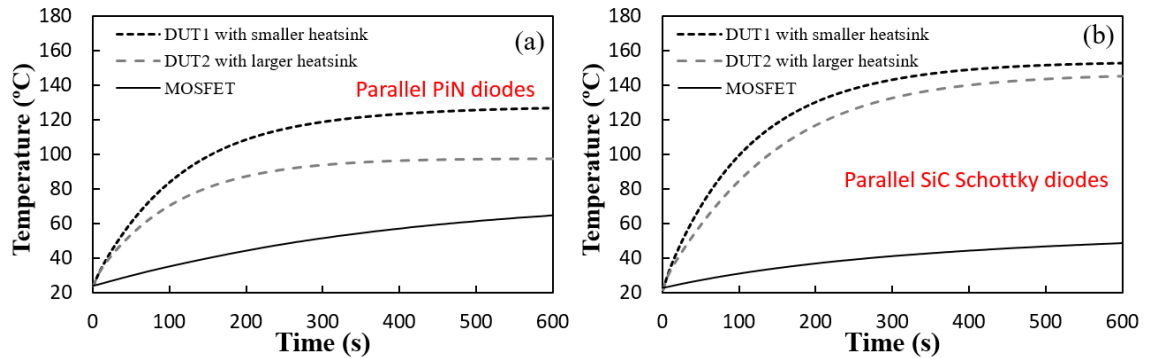 (a)
DUT1 with smaller heatsink
DUT2 with larger heatsink
MOSFET
Parallel PiN diodes
Temperature (ºC)
180
160
140
120
100
80
60
40
20
0 100 200 300 400 500 600
Time (s)
(b)
DUT1 with smaller heatsink
DUT2 with larger heatsink
MOSFET
Parallel SiC Schottky diodes
Temperature (ºC)
180
160
140
120
100
80
60
40
20
0 100 200 300 400 500 600
Time (s)